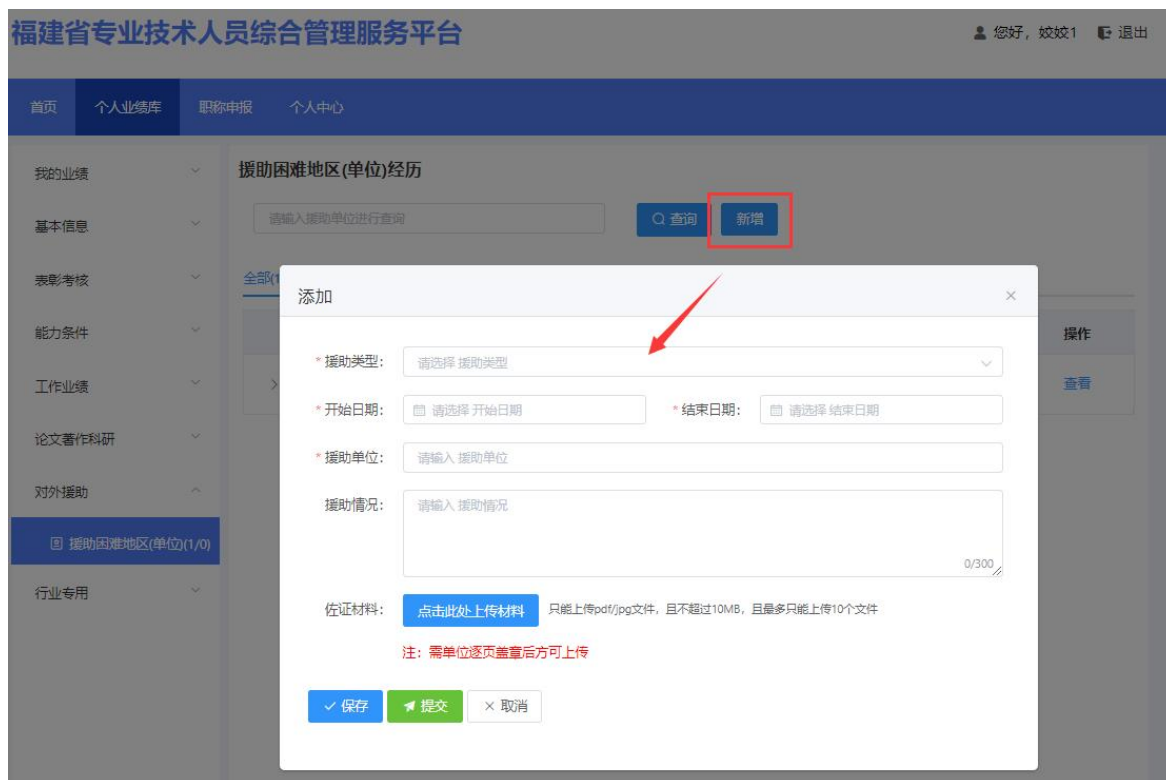 福建省专业技术人员综合管理服务平台
您好，姣姣1 退出
首页 个人业绩库 职称申报 个人中心
我的业绩
基本信息
表彰考核
能力条件
工作业绩
论文著作科研
对外援助
援助困难地区(单位)(1/0)
行业专用
援助困难地区(单位)经历
请输入援助单位进行查询 查询 新增
全部(1
操作
查看
添加
* 援助类型： 请选择 援助类型
* 开始日期： 请选择 开始日期 * 结束日期： 请选择 结束日期
* 援助单位： 请输入 援助单位
援助情况： 请输入 援助情况
0/300
佐证材料： 点击此处上传材料 只能上传pdf/jpg文件，且不超过10MB，且最多只能上传10个文件
注：需单位逐页盖章后方可上传
保存 提交 取消